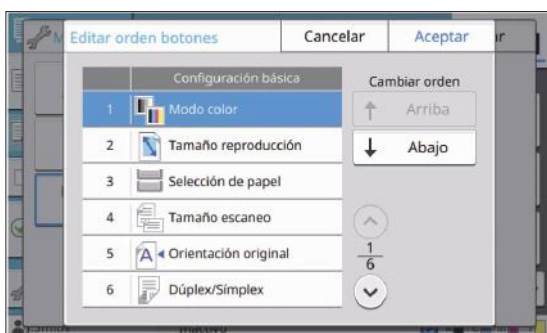 Editar orden botones
Cancelar
Aceptar
Configuración básica
Cambiar orden
1 Modo color
Arriba
2 Tamaño reproducción
Abajo
3 Selección de papel
4 Tamaño escaneo
5 A Orientación original
1
6
6 Dúplex/Símplex